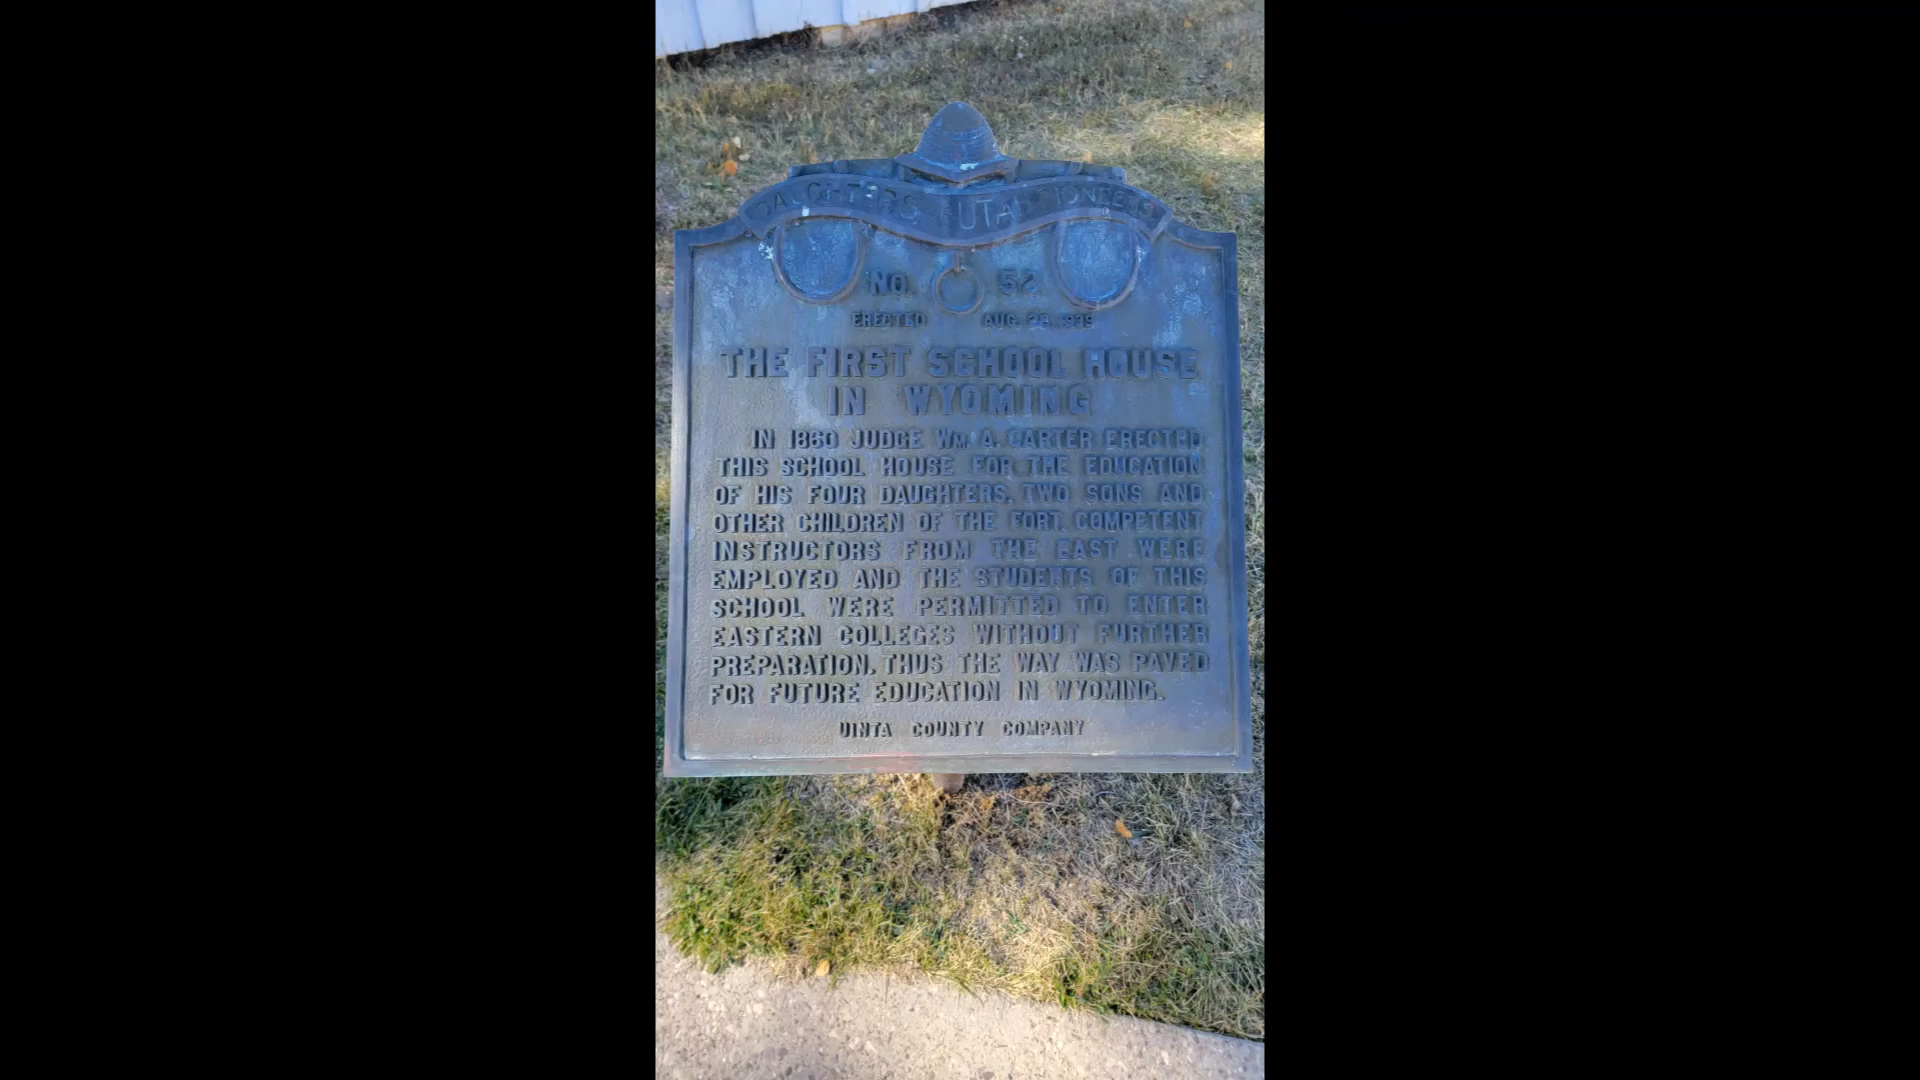 DAUGHTERS UTAH PIONEERS
NO. 52
ERECTED AUG. 1939
THE FIRST SCHOOL HOUSE
IN WYOMING
IN 1860 JUDGE WM. A. CARTER ERECTED
THIS SCHOOL HOUSE FOR THE EDUCATION
OF HIS FOUR DAUGHTERS, TWO SONS AND
OTHER CHILDREN OF THE FORT. COMPETENT
INSTRUCTORS FROM THE EAST WERE
EMPLOYED AND THE STUDENTS OF THIS
SCHOOL WERE PERMITTED TO ENTER
EASTERN COLLEGES WITHOUT FURTHER
PREPARATION. THUS THE WAY WAS PAVED
FOR FUTURE EDUCATION IN WYOMING.
UINTA COUNTY COMPANY